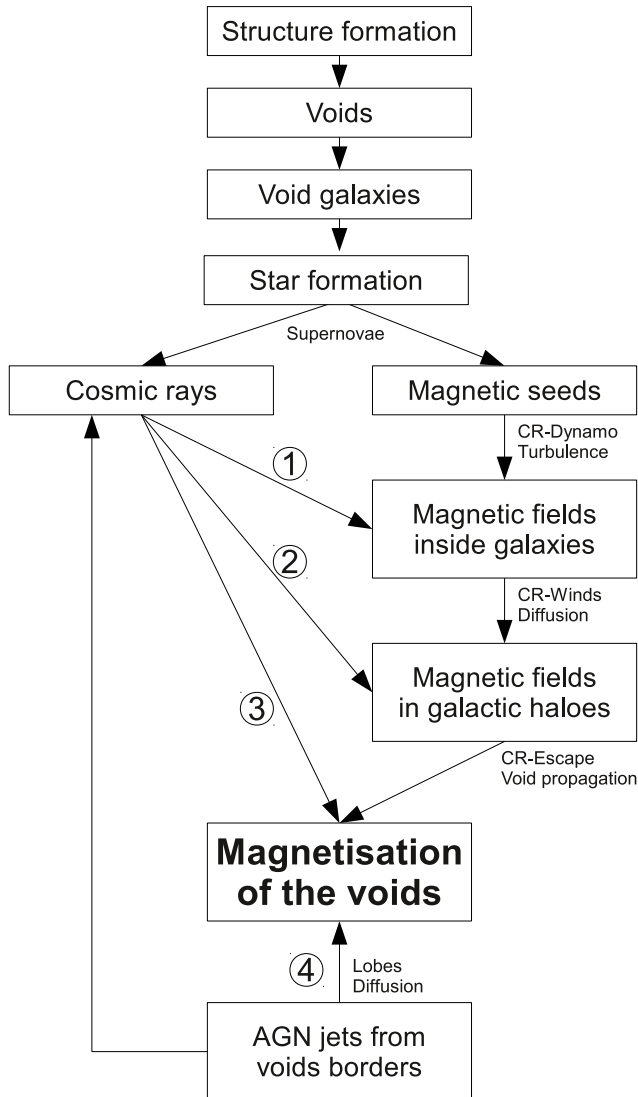 Structure formation
Voids
Void galaxies
Star formation
Supernovae
Cosmic rays
Magnetic seeds
CR-Dynamo
Turbulence
1
Magnetic fields
inside galaxies
2
CR-Winds
Diffusion
Magnetic fields
in galactic haloes
3
CR-Escape
Void propagation
Magnetisation
of the voids
4
Lobes
Diffusion
AGN jets from
voids borders